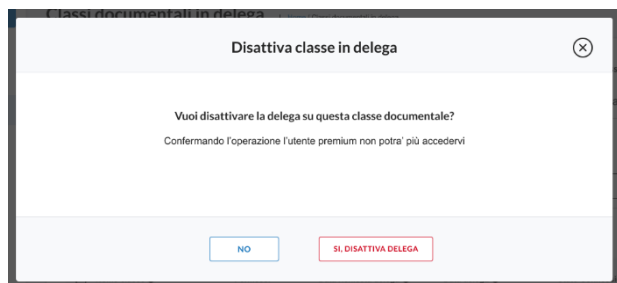 Classi documentali in delega
Disattiva classe in delega
Vuoi disattivare la delega su questa classe documentale?
Confermando l'operazione l'utente premium non potra' più accedervi
NO
SI, DISATTIVA DELEGA